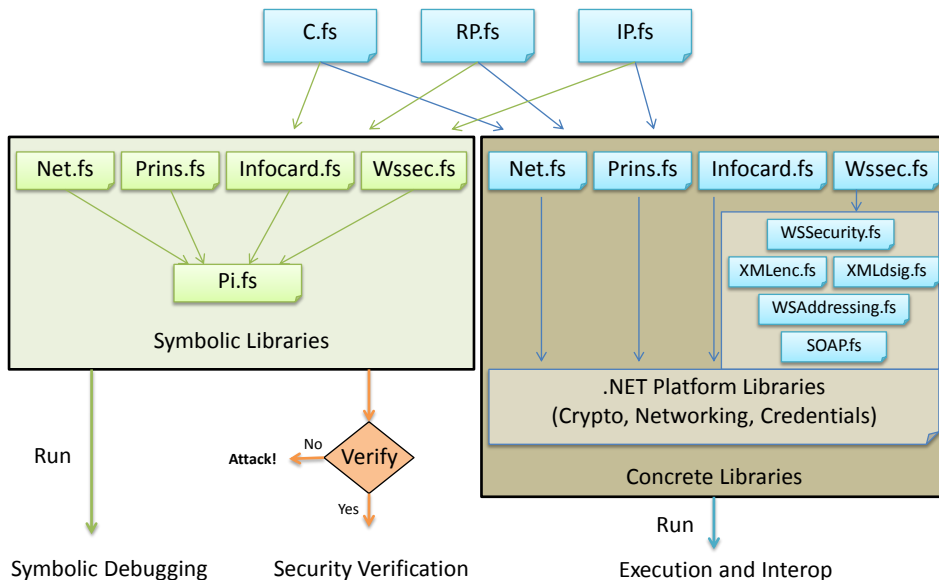 C.fs
RP.fs
IP.fs
Net.fs
Prins.fs
Infocard.fs
Wssec.fs
Pi.fs
Symbolic Libraries
Net.fs
Prins.fs
Infocard.fs
Wssec.fs
WSSecurity.fs
XMLenc.fs
XMLdsig.fs
WSAddressing.fs
SOAP.fs
.NET Platform Libraries
(Crypto, Networking, Credentials)
Concrete Libraries
Run
Attack!
No
Verify
Yes
Run
Symbolic Debugging
Security Verification
Execution and Interop